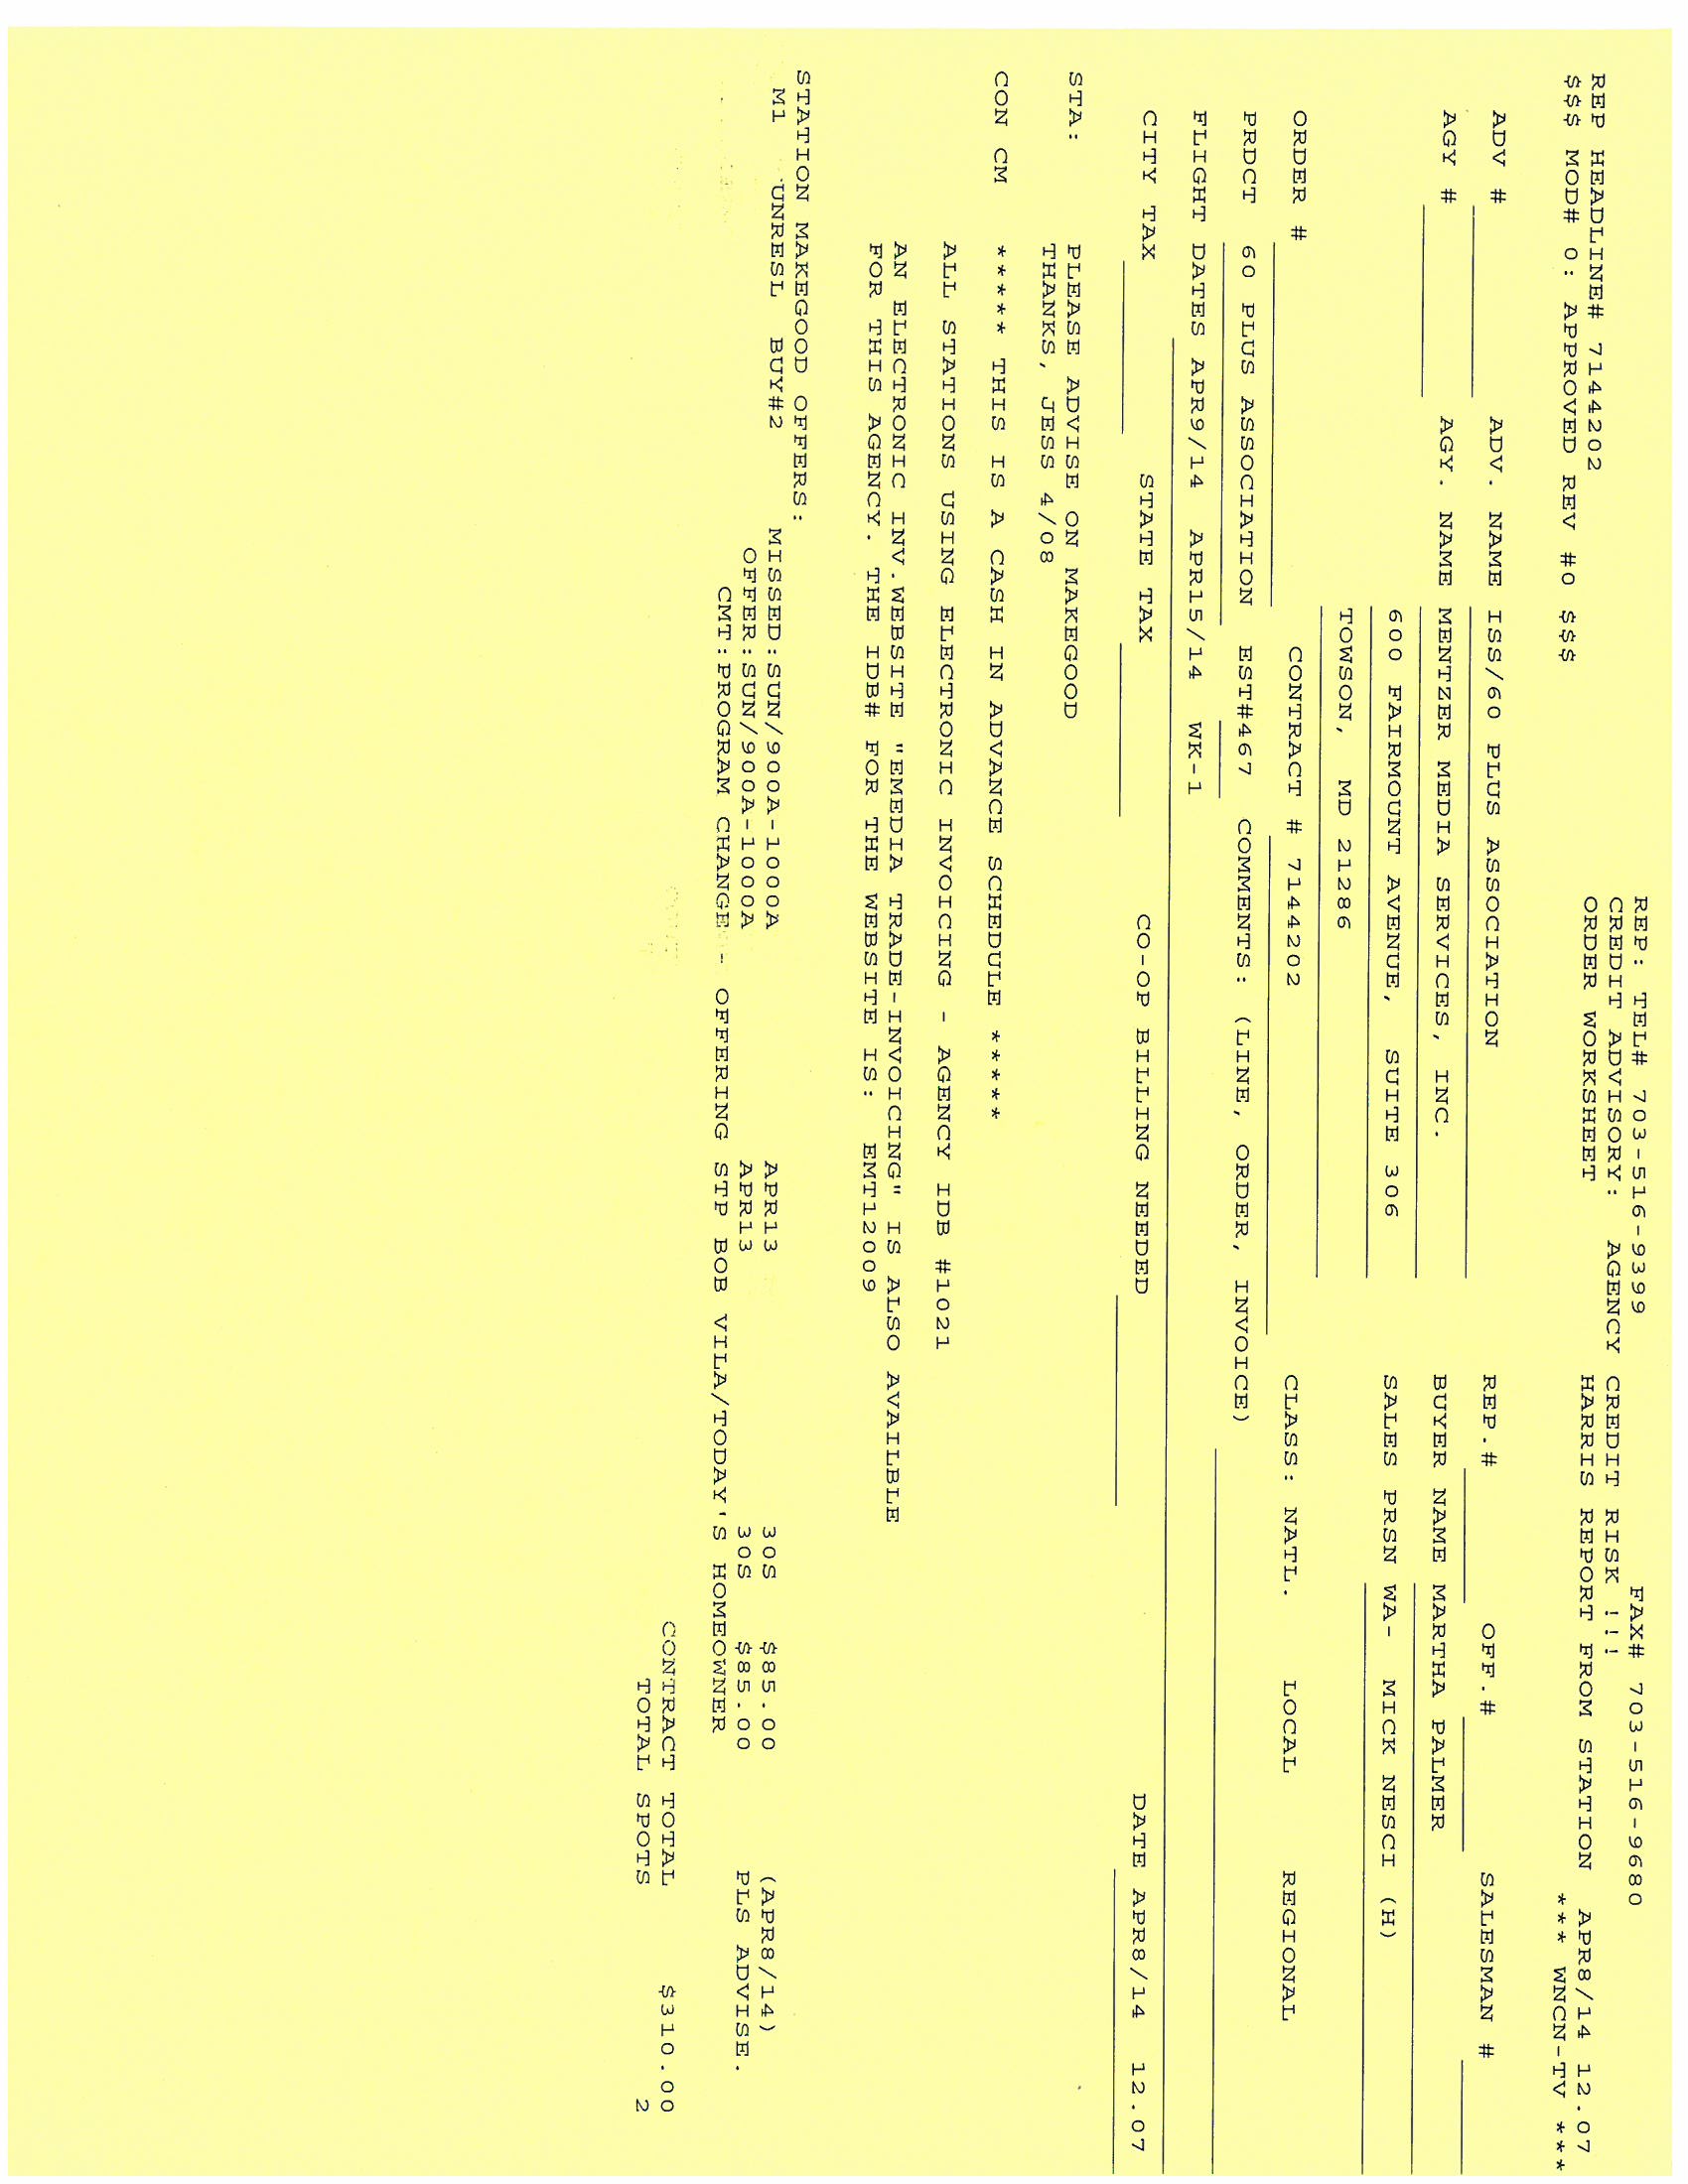 REP: TEL# 703-516-9399 FAX# 703-516-9680
CREDIT ADVISORY: AGENCY CREDIT RISK !!!
REP HEADLINE# 7144202 ORDER WORKSHEET HARRIS REPORT FROM STATION APR8/14 12.07
$$$ MOD# 0: APPROVED REV #0 $$$ *** WNCN-TV ***
ADV # ADV. NAME ISS/60 PLUS ASSOCIATION REP.# OFF.# SALESMAN #
AGY # AGY. NAME MENTZER MEDIA SERVICES, INC. BUYER NAME MARTHA PALMER
600 FAIRMOUNT AVENUE, SUITE 306 SALES PRSN WA- MICK NESCI (H)
TOWSON, MD 21286
ORDER # CONTRACT # 7144202 CLASS: NATL. LOCAL REGIONAL
PRDCT 60 PLUS ASSOCIATION EST#467 COMMENTS: (LINE, ORDER, INVOICE)
FLIGHT DATES APR9/14 APR15/14 WK-1
CITY TAX STATE TAX CO-OP BILLING NEEDED DATE APR8/14 12.07
STA: PLEASE ADVISE ON MAKEGOOD
THANKS, JESS 4/08
CON CM ***** THIS IS A CASH IN ADVANCE SCHEDULE *****
ALL STATIONS USING ELECTRONIC INVOICING - AGENCY IDB #1021
AN ELECTRONIC INV.WEBSITE "EMEDIA TRADE-INVOICING" IS ALSO AVAILBLE
FOR THIS AGENCY. THE IDB# FOR THE WEBSITE IS: EMT12009
STATION MAKEGOOD OFFERS:
M1 UNRESL BUY#2 MISSED:SUN/900A-1000A APR13 30S $85.00 (APR8/14)
OFFER:SUN/900A-1000A APR13 30S $85.00 PLS ADVISE.
CMT:PROGRAM CHANGE - OFFERING STP BOB VILA/TODAY'S HOMEOWNER
CONTRACT TOTAL $310.00
TOTAL SPOTS 2